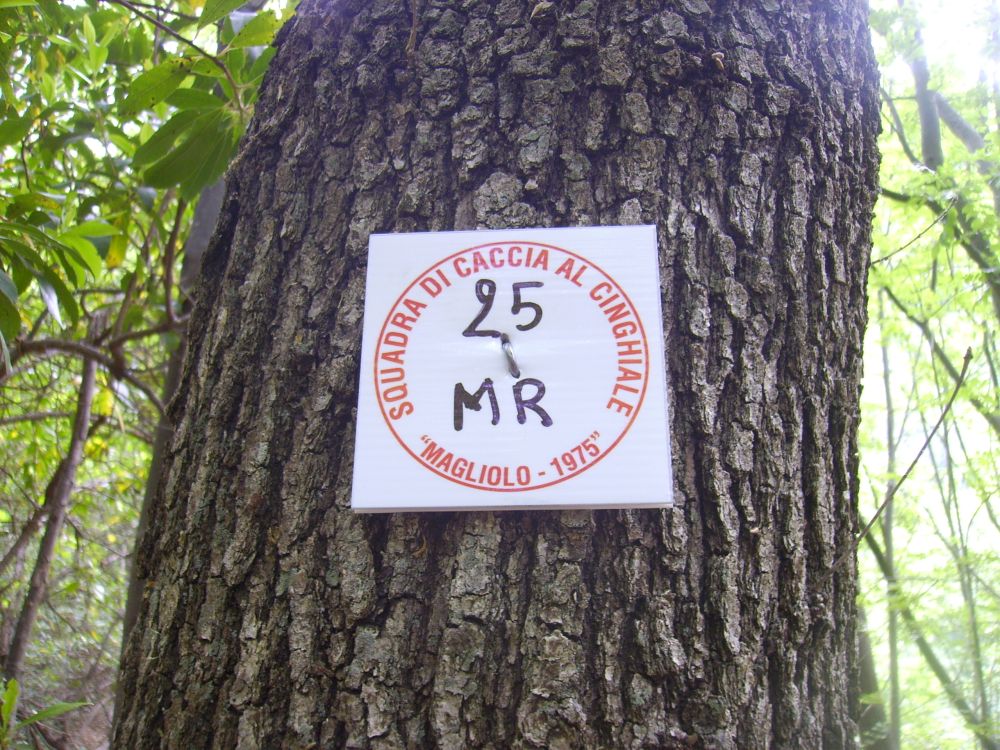 SQUADRA DI CACCIA AL CINGHIALE
25
MR
"MAGLIOLO - 1975"